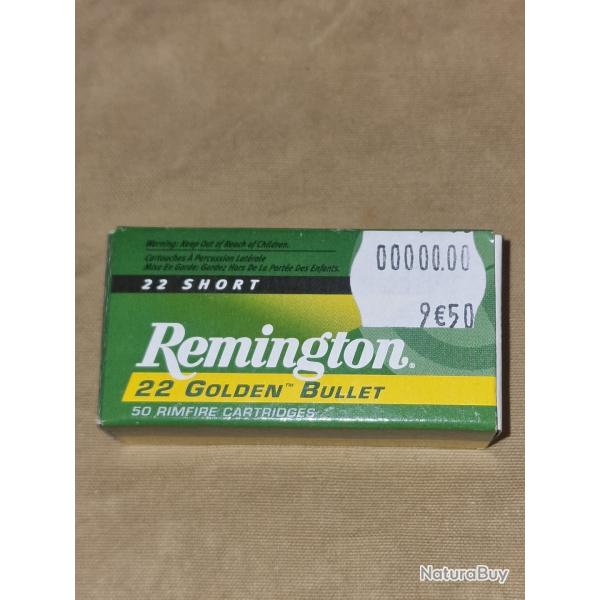 Warning: Keep Out of Reach of Children.
Cartouches À Percussion Latérale
Mise En Garde: Gardez Hors De La Portée Des Enfants.
22 SHORT
00000.00
9€50
Remington®
22 GOLDEN™ BULLET
50 RIMFIRE CARTRIDGES
NaturaBuy